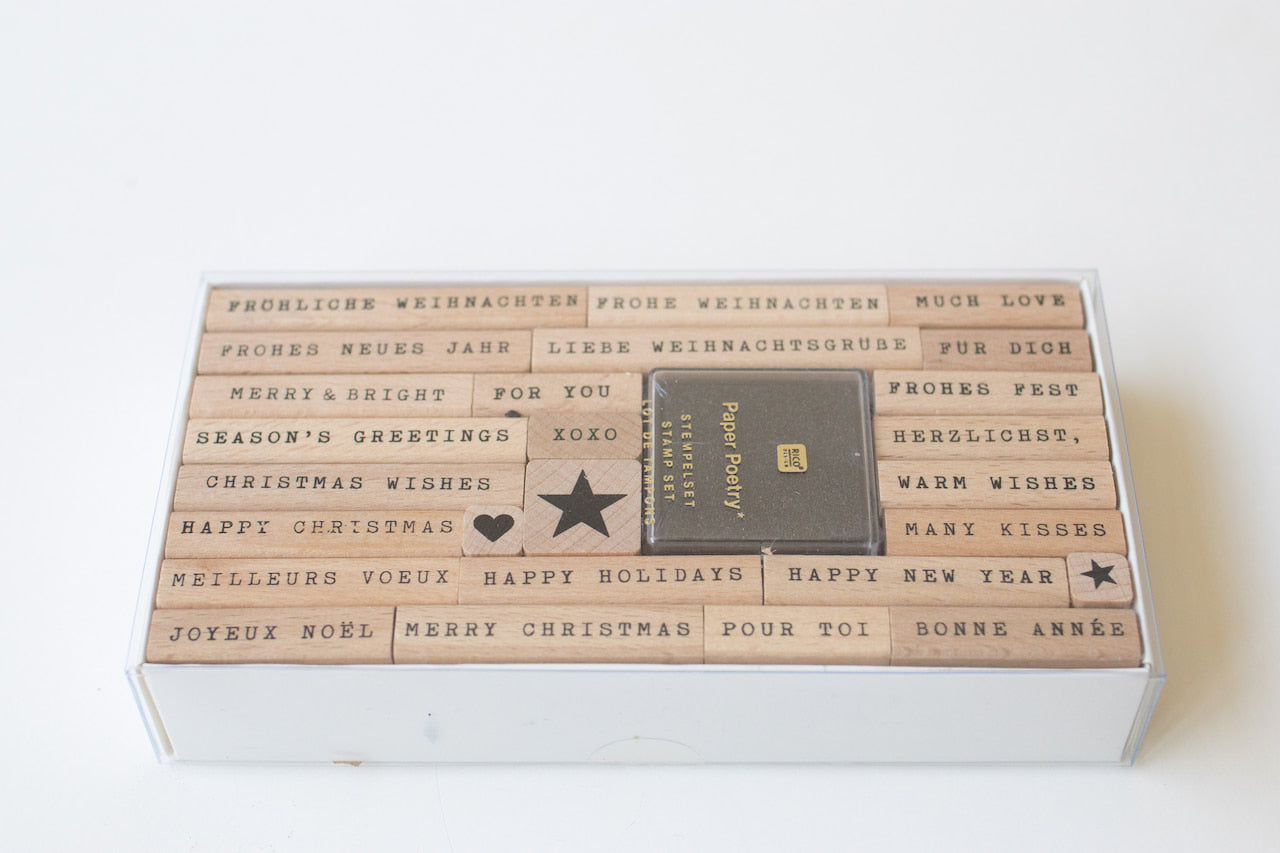 FRÖHLICHE WEIHNACHTEN FROHE WEIHNACHTEN MUCH LOVE
FROHES NEUES JAHR LIEBE WEIHNACHTSGRÜßE FÜR DICH
MERRY & BRIGHT FOR YOU FROHES FEST
SEASON'S GREETINGS XOXO HERZLICHST,
CHRISTMAS WISHES WARM WISHES
HAPPY CHRISTMAS MANY KISSES
MEILLEURS VOEUX HAPPY HOLIDAYS HAPPY NEW YEAR
JOYEUX NOËL MERRY CHRISTMAS POUR TOI BONNE ANNÉE
RICO
DESIGN
Paper Poetry*
STEMPELSET
STAMP SET
LOT DE TAMPONS